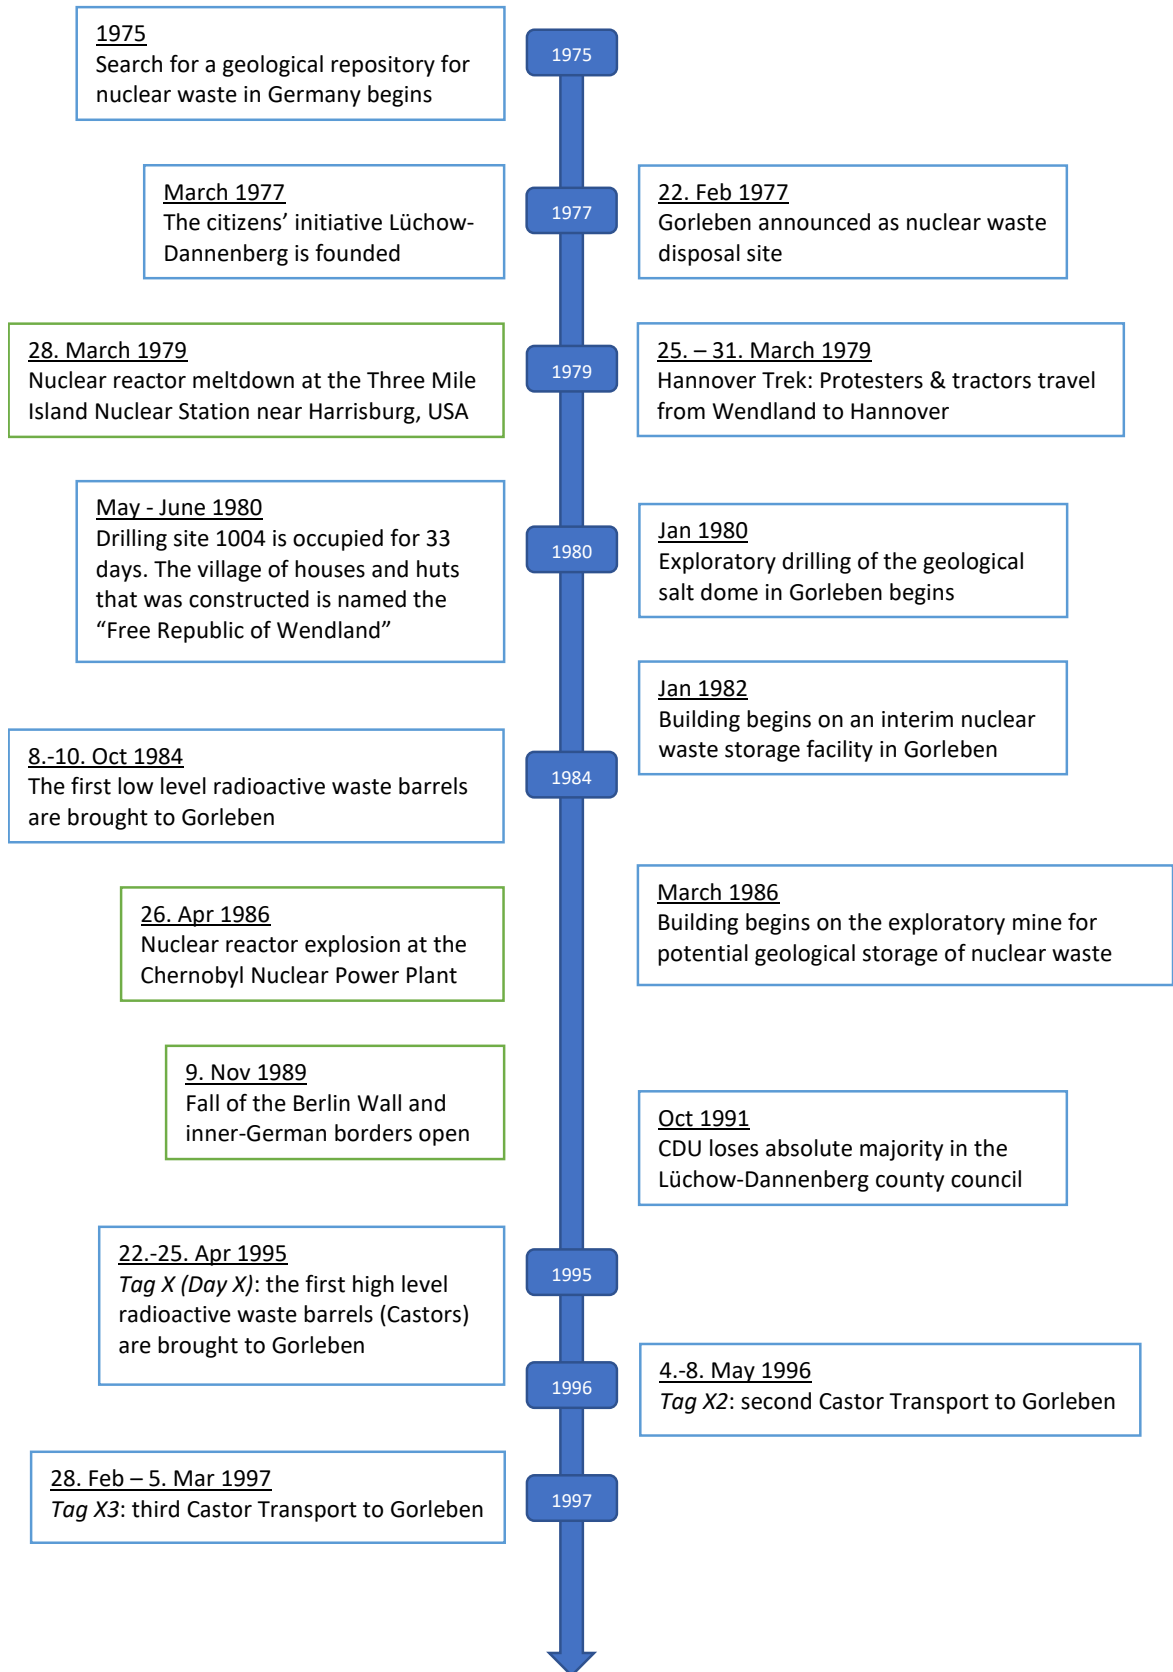 1975
Search for a geological repository for
nuclear waste in Germany begins
1975
March 1977
The citizens’ initiative Lüchow-
Dannenberg is founded
1977
22. Feb 1977
Gorleben announced as nuclear waste
disposal site
28. March 1979
Nuclear reactor meltdown at the Three Mile
Island Nuclear Station near Harrisburg, USA
1979
25. – 31. March 1979
Hannover Trek: Protesters & tractors travel
from Wendland to Hannover
May - June 1980
Drilling site 1004 is occupied for 33
days. The village of houses and huts
that was constructed is named the
“Free Republic of Wendland”
1980
Jan 1980
Exploratory drilling of the geological
salt dome in Gorleben begins
Jan 1982
Building begins on an interim nuclear
waste storage facility in Gorleben
8.-10. Oct 1984
The first low level radioactive waste barrels
are brought to Gorleben
1984
March 1986
Building begins on the exploratory mine for
potential geological storage of nuclear waste
26. Apr 1986
Nuclear reactor explosion at the
Chernobyl Nuclear Power Plant
9. Nov 1989
Fall of the Berlin Wall and
inner-German borders open
Oct 1991
CDU loses absolute majority in the
Lüchow-Dannenberg county council
22.-25. Apr 1995
Tag X (Day X): the first high level
radioactive waste barrels (Castors)
are brought to Gorleben
1995
4.-8. May 1996
Tag X2: second Castor Transport to Gorleben
1996
28. Feb – 5. Mar 1997
Tag X3: third Castor Transport to Gorleben
1997